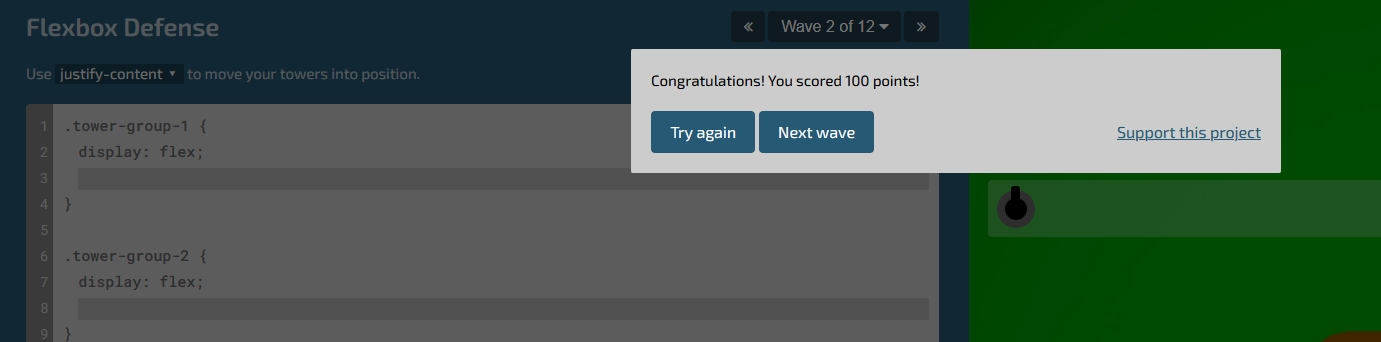 Flexbox Defense
« Wave 2 of 12 »
Use justify-content to move your towers into position.
Congratulations! You scored 100 points!
Try again Next wave Support this project
1 .tower-group-1 {
2 display: flex;
3
4 }
5
6 .tower-group-2 {
7 display: flex;
8
9 }